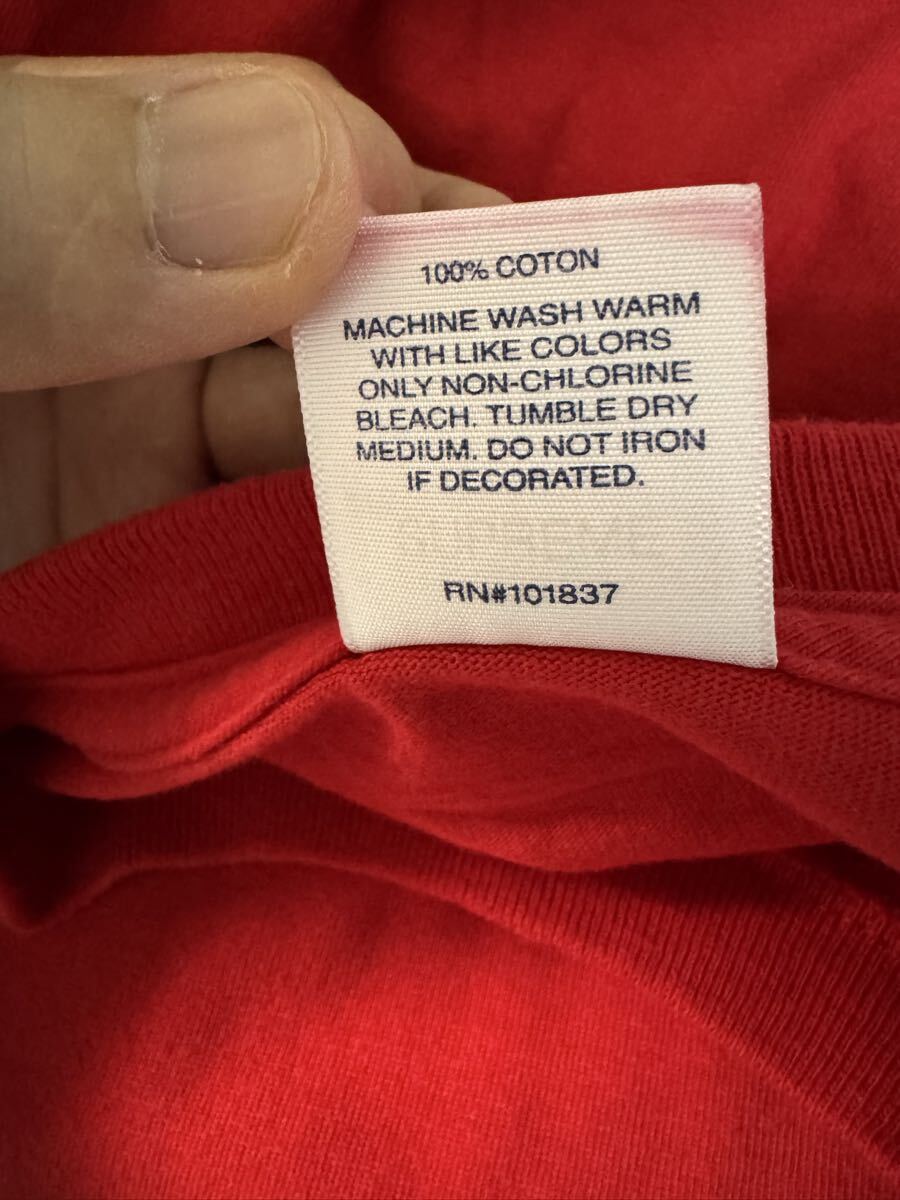 100% COTON
MACHINE WASH WARM
WITH LIKE COLORS
ONLY NON-CHLORINE
BLEACH. TUMBLE DRY
MEDIUM. DO NOT IRON
IF DECORATED.
RN#101837